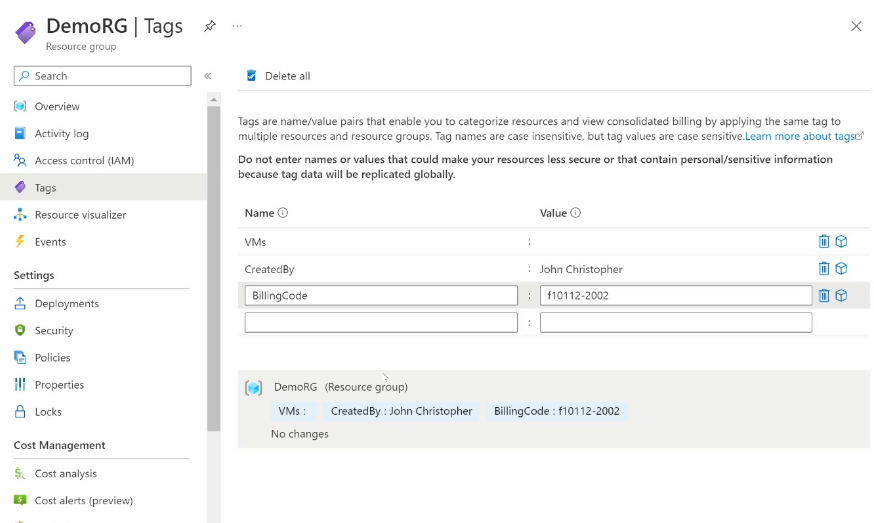 DemoRG | Tags
Resource group
Search
«
Delete all
Overview
Activity log
Access control (IAM)
Tags
Resource visualizer
Events
Settings
Deployments
Security
Policies
Properties
Locks
Cost Management
Cost analysis
Cost alerts (preview)
Tags are name/value pairs that enable you to categorize resources and view consolidated billing by applying the same tag to
multiple resources and resource groups. Tag names are case insensitive, but tag values are case sensitive.Learn more about tags
Do not enter names or values that could make your resources less secure or that contain personal/sensitive information
because tag data will be replicated globally.
Name Value
VMs :
CreatedBy : John Christopher
BillingCode : f10112-2002
:
DemoRG (Resource group)
VMs : CreatedBy : John Christopher BillingCode : f10112-2002
No changes